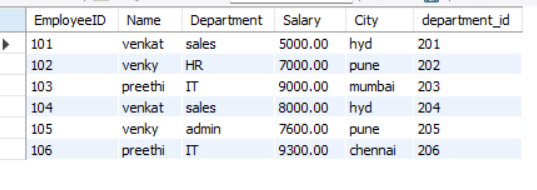 EmployeeID Name Department Salary City department_id
101 venkat sales 5000.00 hyd 201
102 venky HR 7000.00 pune 202
103 preethi IT 9000.00 mumbai 203
104 venkat sales 8000.00 hyd 204
105 venky admin 7600.00 pune 205
106 preethi IT 9300.00 chennai 206